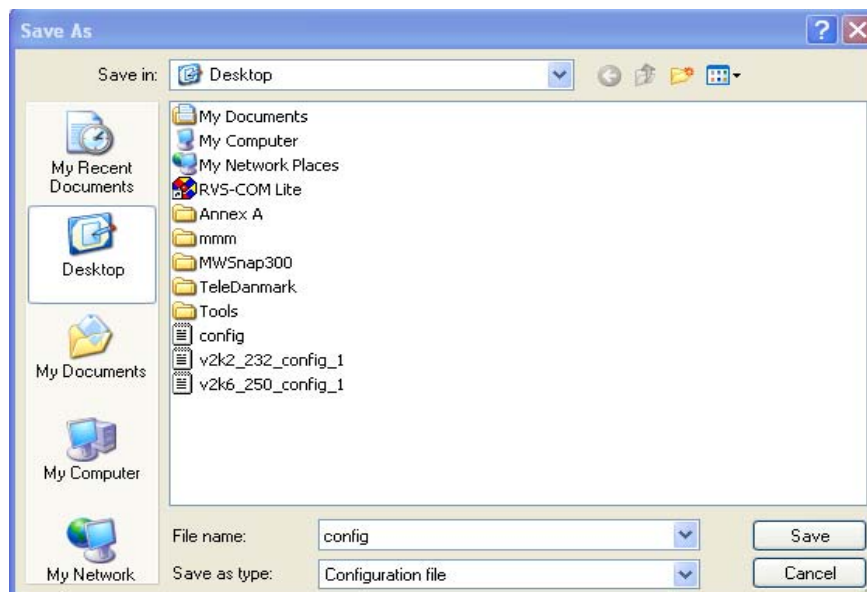 Save As
Save in: Desktop
My Recent
Documents
Desktop
My Documents
My Computer
My Network
My Documents
My Computer
My Network Places
RVS-COM Lite
Annex A
mmm
MWSnap300
TeleDanmark
Tools
config
v2k2_232_config_1
v2k6_250_config_1
File name: config
Save
Save as type: Configuration file
Cancel